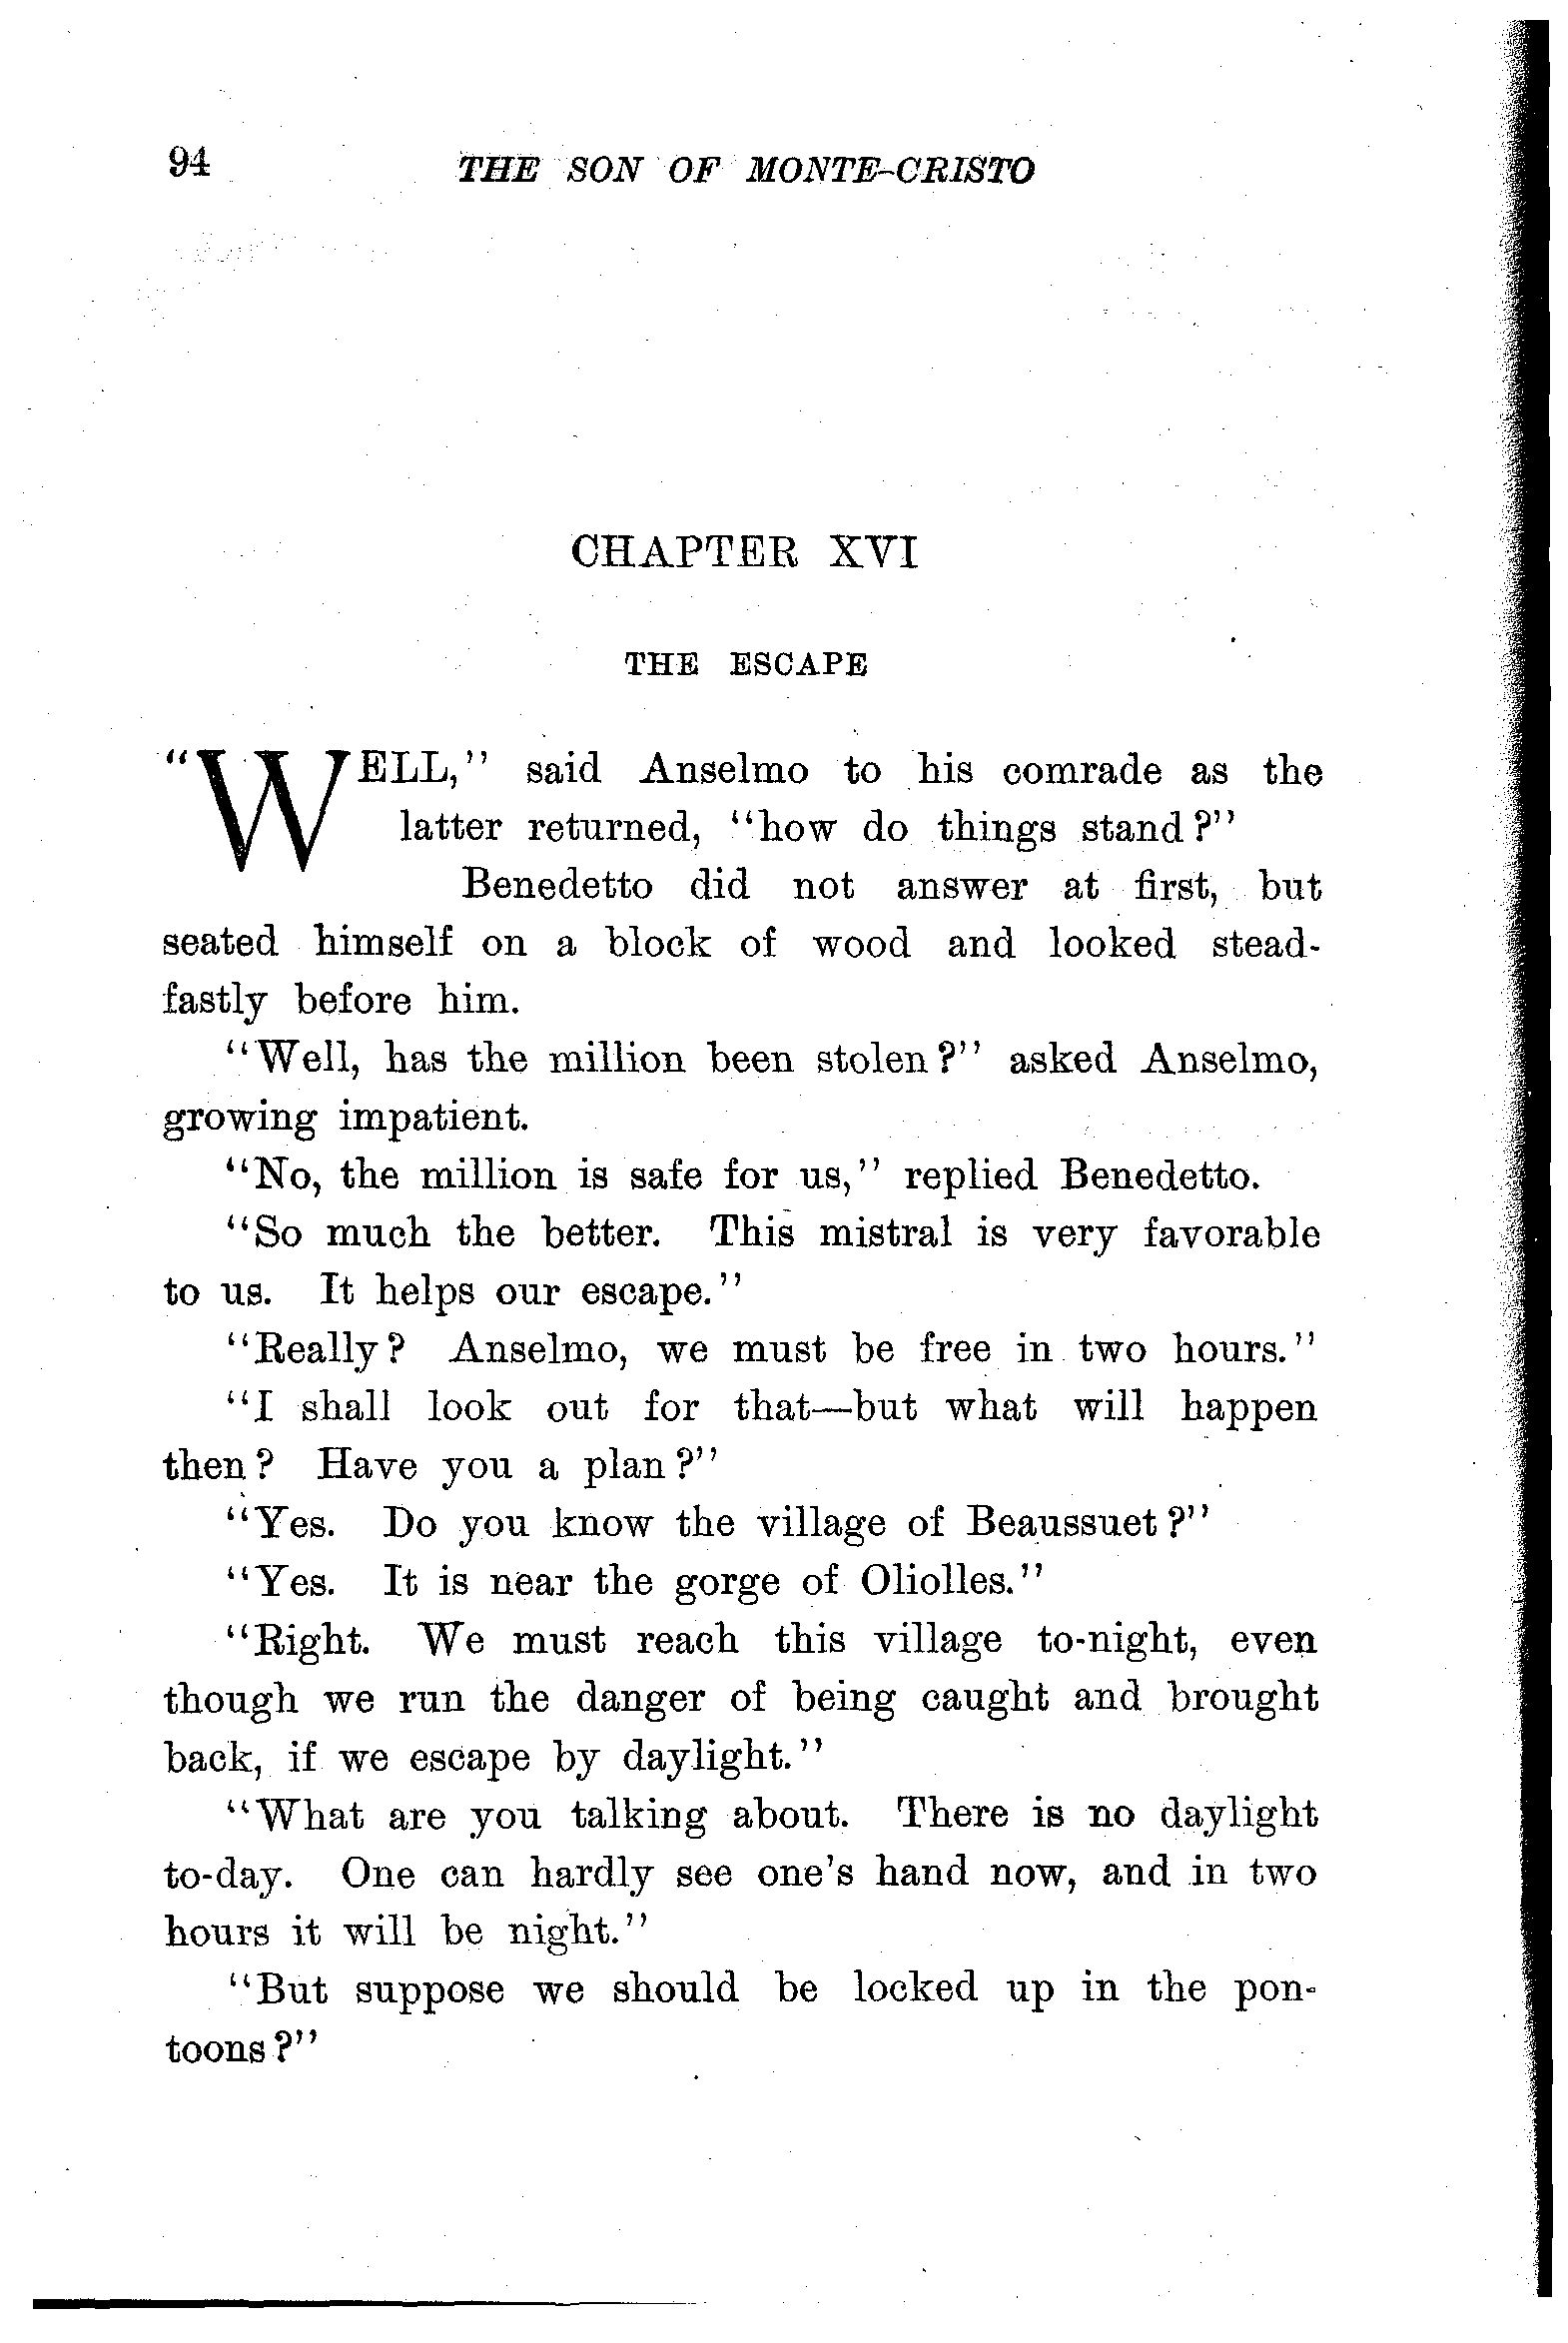 94 THE SON OF MONTE-CRISTO
CHAPTER XVI
THE ESCAPE
"WELL," said Anselmo to his comrade as the
latter returned, "how do things stand?"
Benedetto did not answer at first, but
seated himself on a block of wood and looked stead-
fastly before him.
"Well, has the million been stolen?" asked Anselmo,
growing impatient.
"No, the million is safe for us," replied Benedetto.
"So much the better. This mistral is very favorable
to us. It helps our escape."
"Really? Anselmo, we must be free in two hours."
"I shall look out for that—but what will happen
then? Have you a plan?"
"Yes. Do you know the village of Beaussuet?"
"Yes. It is near the gorge of Oliolles."
"Right. We must reach this village to-night, even
though we run the danger of being caught and brought
back, if we escape by daylight."
"What are you talking about. There is no daylight
to-day. One can hardly see one's hand now, and in two
hours it will be night."
"But suppose we should be locked up in the pon-
toons?"